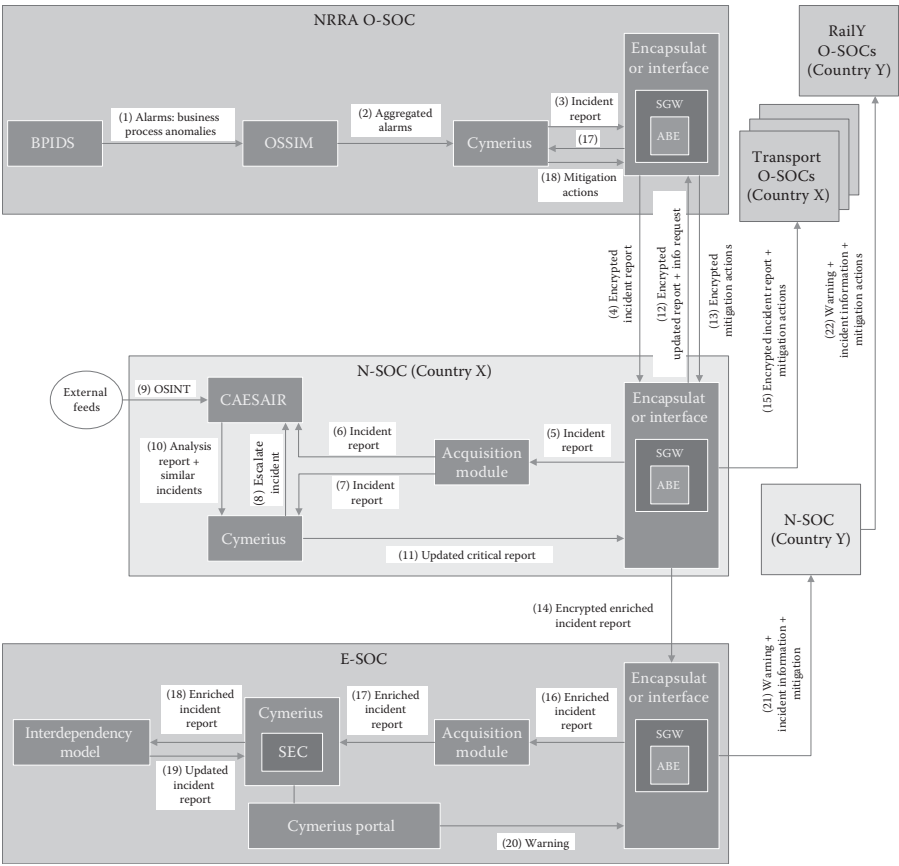 NRRA O-SOC
BPIDS
(1) Alarms: business
process anomalies
OSSIM
(2) Aggregated
alarms
Cymerius
(3) Incident
report
(17)
(18) Mitigation
actions
Encapsulat
or interface
SGW
ABE
RailY
O-SOCs
(Country Y)
Transport
O-SOCs
(Country X)
(4) Encrypted
incident report
(12) Encrypted
updated report + info request
(13) Encrypted
mitigation actions
(15) Encrypted incident report +
mitigation actions
(22) Warning +
incident information +
mitigation actions
N-SOC (Country X)
External
feeds
(9) OSINT
CAESAIR
(10) Analysis
report +
similar
incidents
(8) Escalate
incident
(6) Incident
report
(7) Incident
report
Acquisition
module
(5) Incident
report
Encapsulat
or interface
SGW
ABE
Cymerius
(11) Updated critical report
N-SOC
(Country Y)
(14) Encrypted enriched
incident report
(21) Warning +
incident information +
mitigation
E-SOC
Interdependency
model
(18) Enriched
incident
report
(19) Updated
incident
report
Cymerius
SEC
(17) Enriched
incident
report
Acquisition
module
(16) Enriched
incident
report
Encapsulat
or interface
SGW
ABE
Cymerius portal
(20) Warning